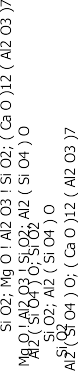 Si O2; Mg O ! Al2 O3 ! Si O2; ( Ca O )12 ( Al2 O3 )7
Mg O ! Al2 O3 ! Si O2; Al2 ( Si O4 ) O
Al2 ( Si O4 ) O; Si O2
Si O2; Al2 ( Si O4 ) O
Si O2
Al2 ( Si O4 ) O; ( Ca O )12 ( Al2 O3 )7